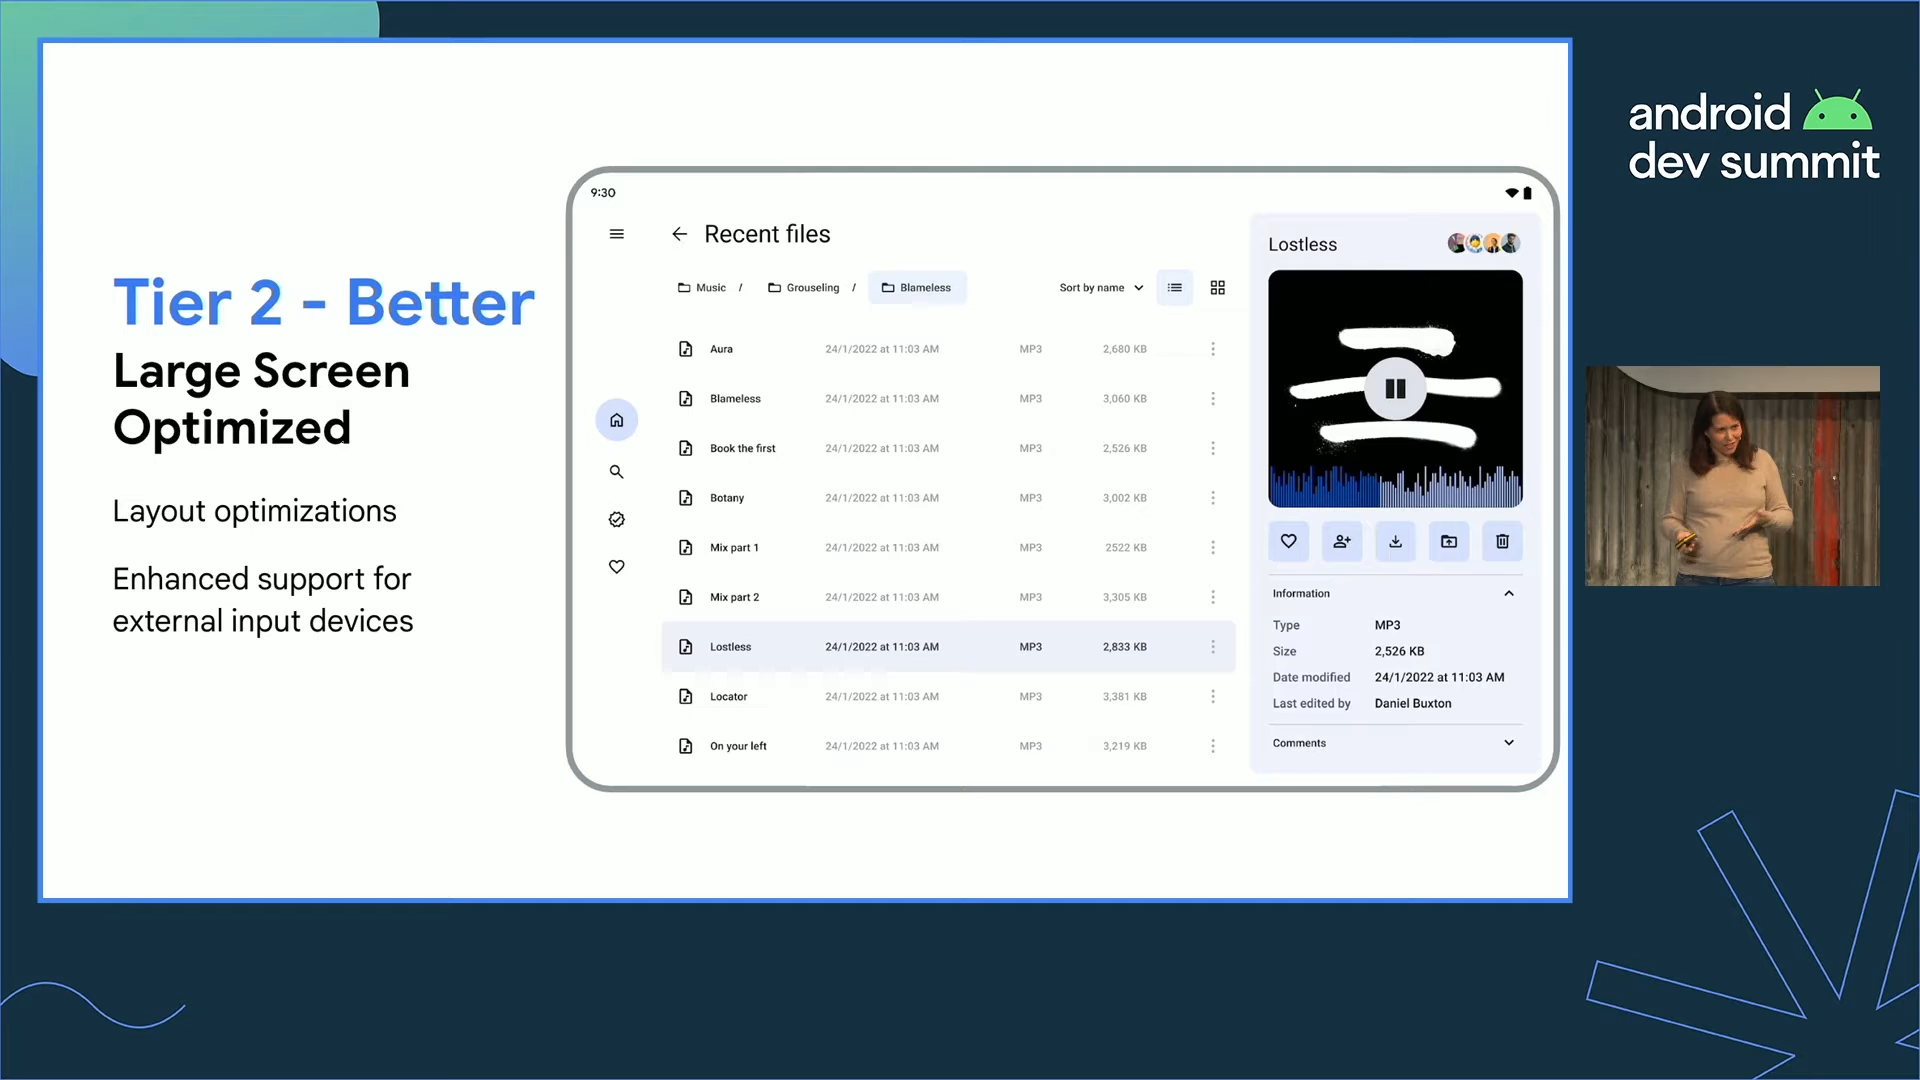 android
dev summit
Tier 2 - Better
Large Screen
Optimized
Layout optimizations
Enhanced support for
external input devices
9:30
Recent files
Music / Grouseling / Blameless
Sort by name
Aura 24/1/2022 at 11:03 AM MP3 2,680 KB
Blameless 24/1/2022 at 11:03 AM MP3 3,060 KB
Book the first 24/1/2022 at 11:03 AM MP3 2,526 KB
Botany 24/1/2022 at 11:03 AM MP3 3,002 KB
Mix part 1 24/1/2022 at 11:03 AM MP3 2522 KB
Mix part 2 24/1/2022 at 11:03 AM MP3 3,305 KB
Lostless 24/1/2022 at 11:03 AM MP3 2,833 KB
Locator 24/1/2022 at 11:03 AM MP3 3,381 KB
On your left 24/1/2022 at 11:03 AM MP3 3,219 KB
Lostless
Information
Type MP3
Size 2,526 KB
Date modified 24/1/2022 at 11:03 AM
Last edited by Daniel Buxton
Comments